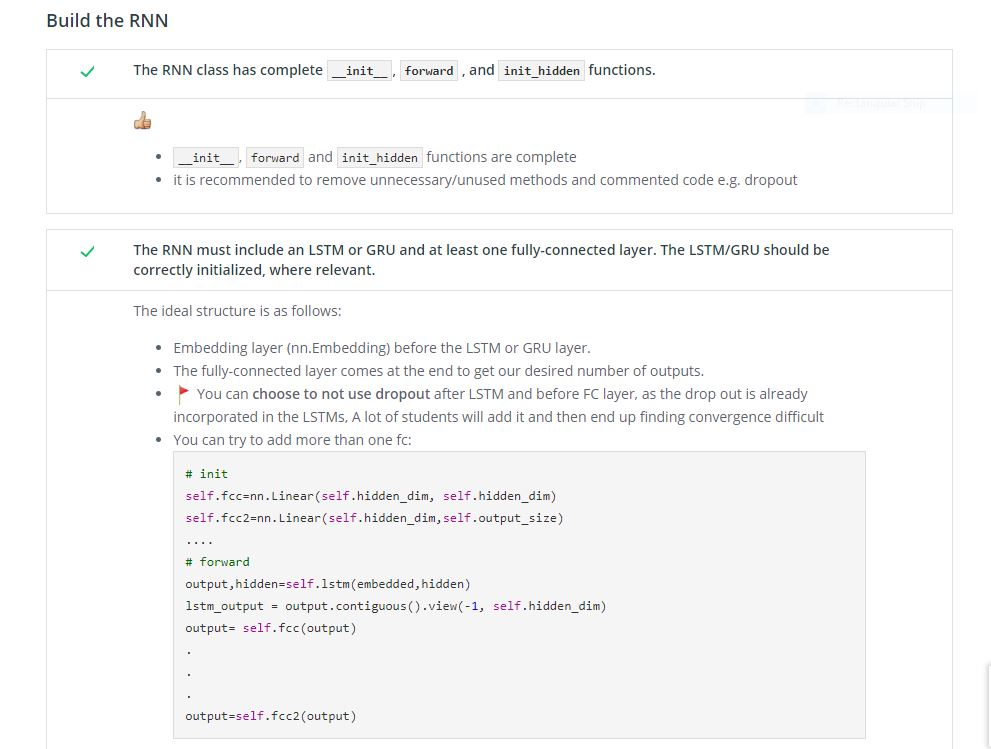 Build the RNN
The RNN class has complete __init__, forward , and init_hidden functions.
Rectangular Snip
__init__, forward and init_hidden functions are complete
it is recommended to remove unnecessary/unused methods and commented code e.g. dropout
The RNN must include an LSTM or GRU and at least one fully-connected layer. The LSTM/GRU should be
correctly initialized, where relevant.
The ideal structure is as follows:
Embedding layer (nn.Embedding) before the LSTM or GRU layer.
The fully-connected layer comes at the end to get our desired number of outputs.
You can choose to not use dropout after LSTM and before FC layer, as the drop out is already
incorporated in the LSTMs, A lot of students will add it and then end up finding convergence difficult
You can try to add more than one fc:
# init
self.fcc=nn.Linear(self.hidden_dim, self.hidden_dim)
self.fcc2=nn.Linear(self.hidden_dim,self.output_size)
....
# forward
output,hidden=self.lstm(embedded,hidden)
lstm_output = output.contiguous().view(-1, self.hidden_dim)
output= self.fcc(output)
.
.
.
output=self.fcc2(output)